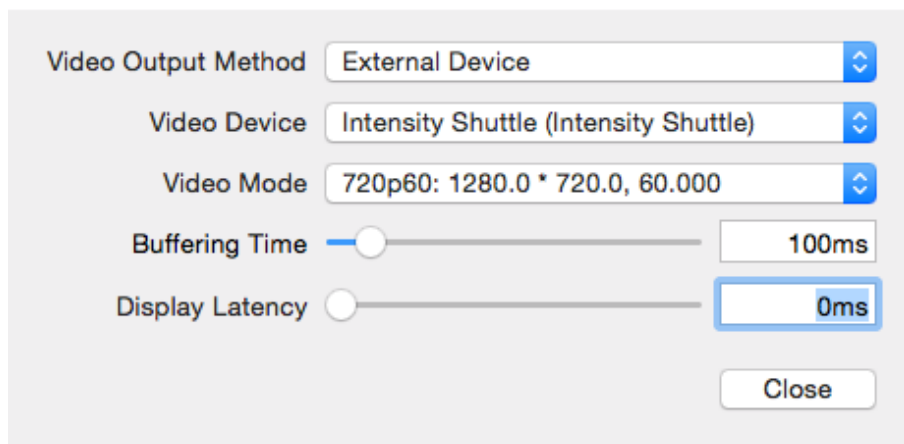 Video Output Method External Device
Video Device Intensity Shuttle (Intensity Shuttle)
Video Mode 720p60: 1280.0 * 720.0, 60.000
Buffering Time 100ms
Display Latency 0ms
Close